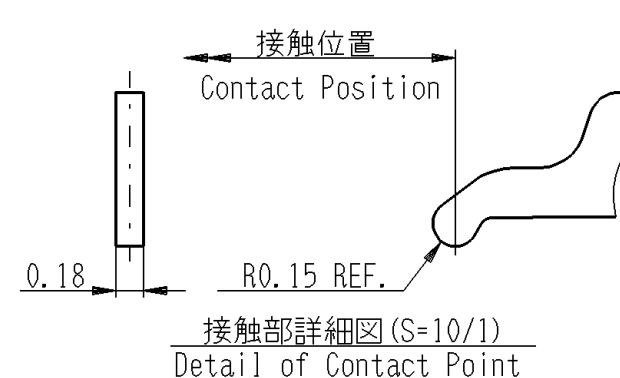 接触位置
Contact Position
0.18
R0.15 REF.
接触部詳細図(S=10/1)
Detail of Contact Point